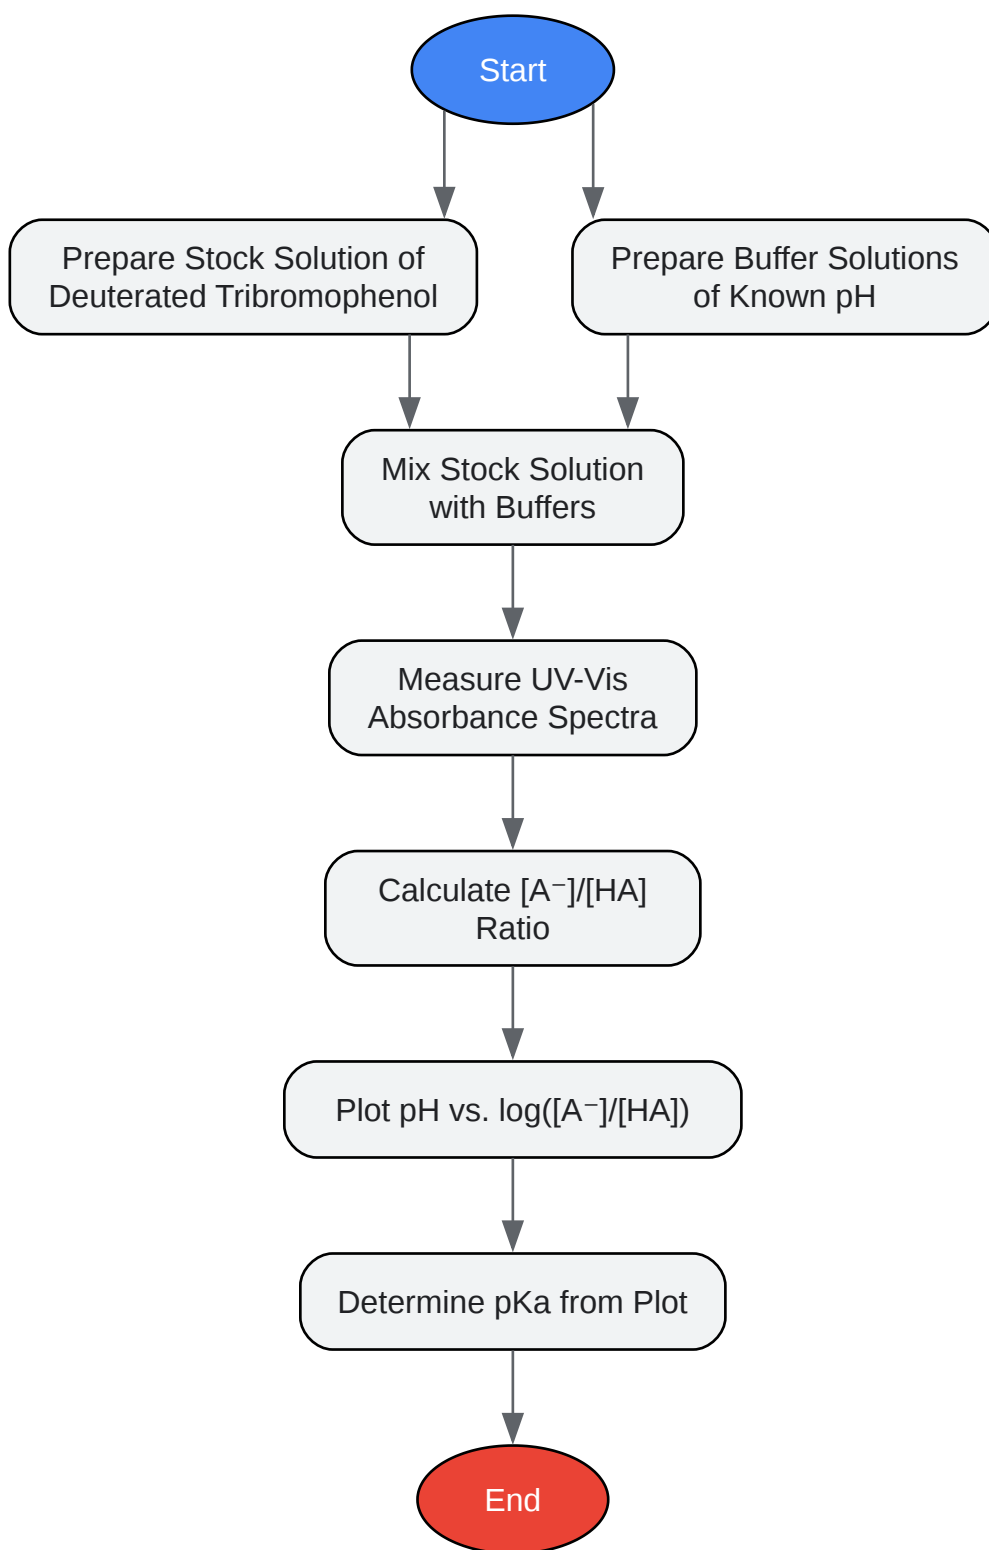 Start
Prepare Stock Solution of
Deuterated Tribromophenol
Prepare Buffer Solutions
of Known pH
Mix Stock Solution
with Buffers
Measure UV-Vis
Absorbance Spectra
Calculate [A⁻]/[HA]
Ratio
Plot pH vs. log([A⁻]/[HA])
Determine pKa from Plot
End